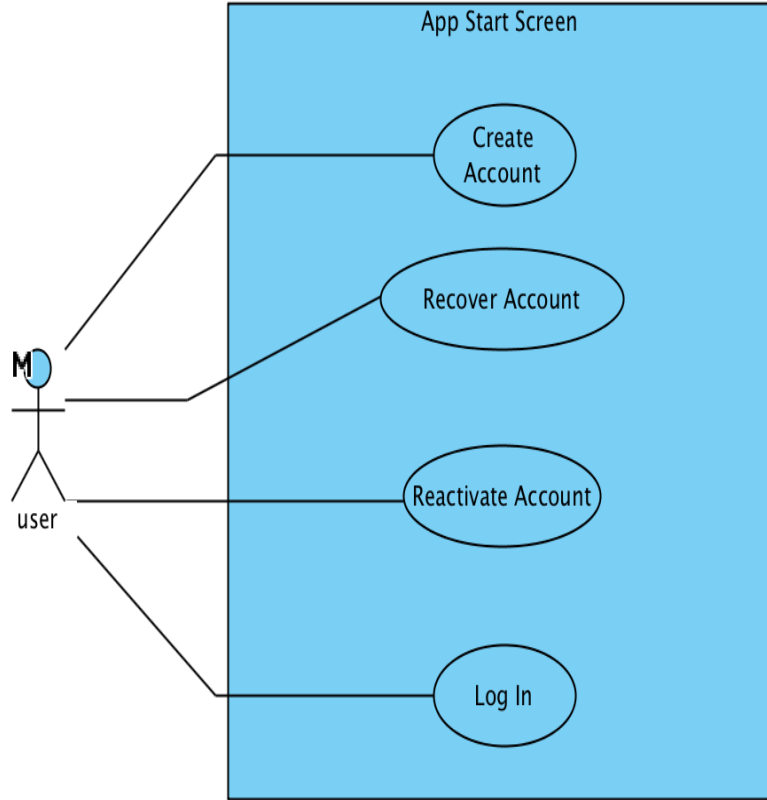 App Start Screen
Create
Account
Recover Account
M
Reactivate Account
user
Log In